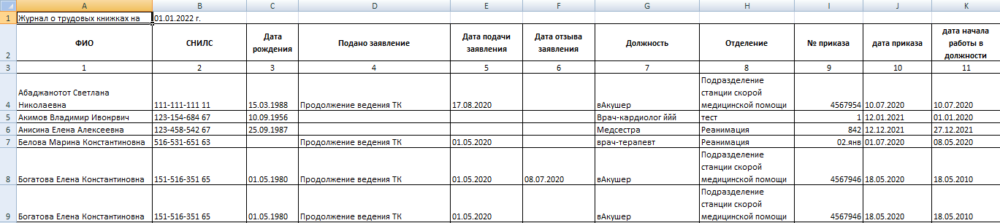 A B C D E F G H I J K
1 Журнал о трудовых книжках на 01.01.2022 г.
2 ФИО СНИЛС Дата рождения Подано заявление Дата подачи заявления Дата отзыва заявления Должность Отделение № приказа дата приказа дата начала работы в должности
3 1 2 3 4 5 6 7 8 9 10 11
4 Абаджанотот Светлана Николаевна 111-111-111 11 15.03.1988 Продолжение ведения ТК 17.08.2020 вАкушер Подразделение станции скорой медицинской помощи 4567954 10.07.2020 10.07.2020
5 Акимов Владимир Ивонрвич 123-154-684 67 10.09.1956 Врач-кардиолог ййй тест 1 12.01.2021 01.01.2020
6 Анисина Елена Алексеевна 123-458-542 67 25.09.1987 Медсестра Реанимация 842 12.12.2021 27.12.2021
7 Белова Марина Константиновна 516-531-651 63 Продолжение ведения ТК 01.05.2020 врач-терапевт Реанимация 02.янв 01.07.2020 08.05.2020
8 Богатова Елена Константиновна 151-516-351 65 01.05.1980 Продолжение ведения ТК 01.05.2020 08.07.2020 вАкушер Подразделение станции скорой медицинской помощи 4567946 18.05.2020 18.05.2010
9 Богатова Елена Константиновна 151-516-351 65 01.05.1980 Продолжение ведения ТК 01.05.2020 вАкушер Подразделение станции скорой медицинской помощи 4567946 18.05.2020 18.05.2010